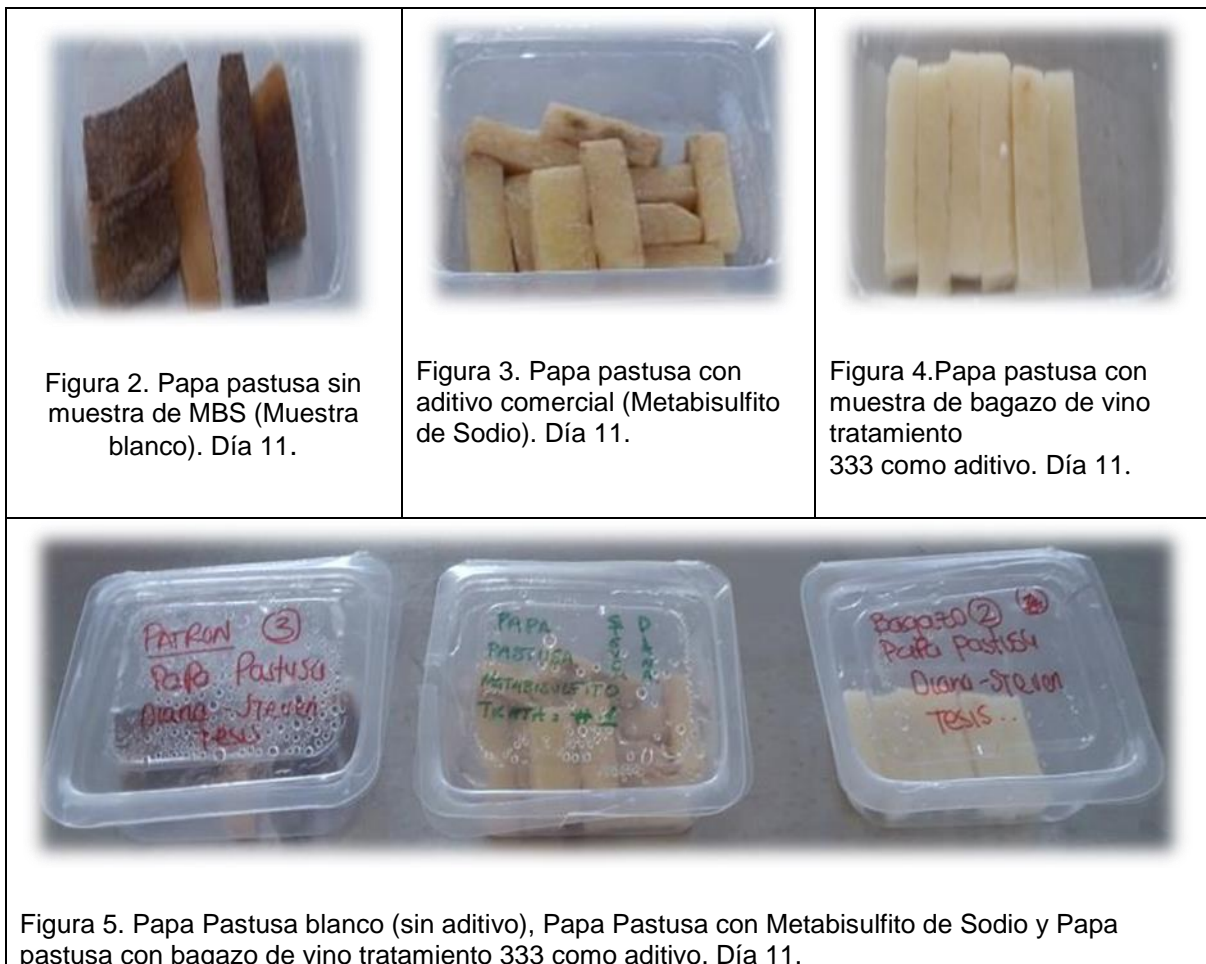 Figura 2. Papa pastusa sin
muestra de MBS (Muestra
blanco). Día 11.
Figura 3. Papa pastusa con
aditivo comercial (Metabisulfito
de Sodio). Día 11.
Figura 4.Papa pastusa con
muestra de bagazo de vino
tratamiento
333 como aditivo. Día 11.
PATRON 3
Papa Pastusa
Diana - Steven
Tesis
PAPA
PASTUSA
METABISULFITO
TRATA: # 1
Bagazo 2
Papa Pastusa
Diana-Steven
Tesis..
Figura 5. Papa Pastusa blanco (sin aditivo), Papa Pastusa con Metabisulfito de Sodio y Papa
pastusa con bagazo de vino tratamiento 333 como aditivo. Día 11.